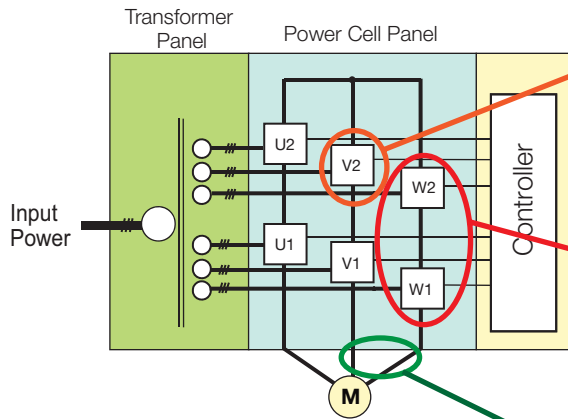 Transformer
Panel
Power Cell Panel
U2
V2
W2
Input
Power
U1
V1
W1
Controller
M